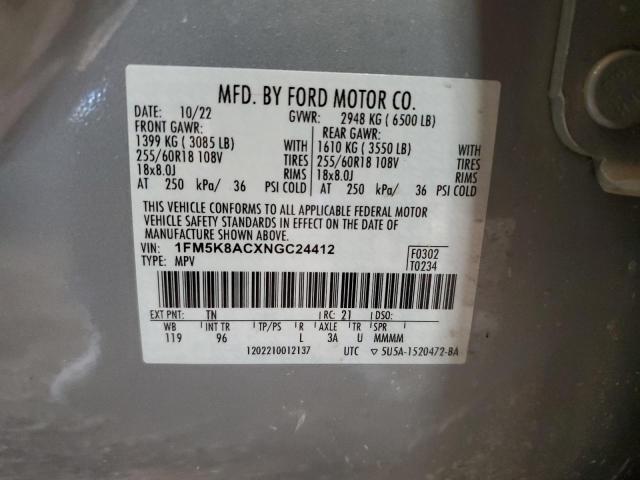 MFD. BY FORD MOTOR CO.
DATE: 10/22 GVWR: 2948 KG ( 6500 LB)
FRONT GAWR: REAR GAWR:
1399 KG ( 3085 LB) 1610 KG ( 3550 LB)
255/60R18 108V TIRES 255/60R18 108V TIRES
18x8.0J RIMS 18x8.0J RIMS
AT 250 kPa/ 36 PSI COLD AT 250 kPa/ 36 PSI COLD
THIS VEHICLE CONFORMS TO ALL APPLICABLE FEDERAL MOTOR
VEHICLE SAFETY STANDARDS IN EFFECT ON THE DATE OF
MANUFACTURE SHOWN ABOVE.
VIN: 1FM5K8ACXNGC24412 F0302
TYPE: MPV T0234
EXT PNT: TN RC: 21 DSO:
WB INT TR TP/PS R AXLE TR SPR
119 96 L 3A U MMMM
1202210012137 UTC ▽ 5U5A-1520472-BA